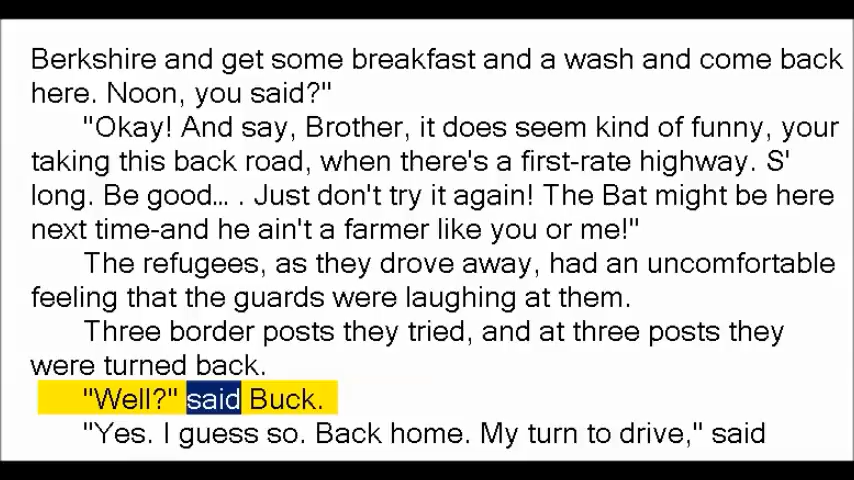 Berkshire and get some breakfast and a wash and come back
here. Noon, you said?"
"Okay! And say, Brother, it does seem kind of funny, your
taking this back road, when there's a first-rate highway. S'
long. Be good... . Just don't try it again! The Bat might be here
next time-and he ain't a farmer like you or me!"
The refugees, as they drove away, had an uncomfortable
feeling that the guards were laughing at them.
Three border posts they tried, and at three posts they
were turned back.
"Well?" said Buck.
"Yes. I guess so. Back home. My turn to drive," said